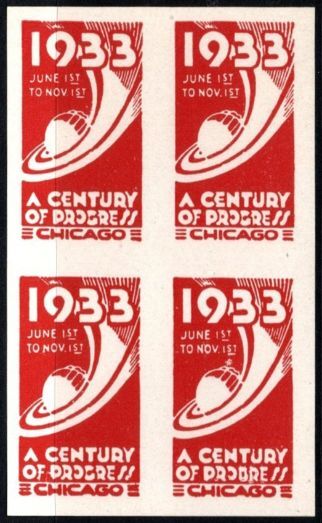 1933
JUNE 1ST
TO NOV. 1ST
A CENTURY
OF PROGRESS
CHICAGO
1933
JUNE 1ST
TO NOV. 1ST
A CENTURY
OF PROGRESS
CHICAGO
1933
JUNE 1ST
TO NOV. 1ST
A CENTURY
OF PROGRESS
CHICAGO
1933
JUNE 1ST
TO NOV. 1ST
A CENTURY
OF PROGRESS
CHICAGO